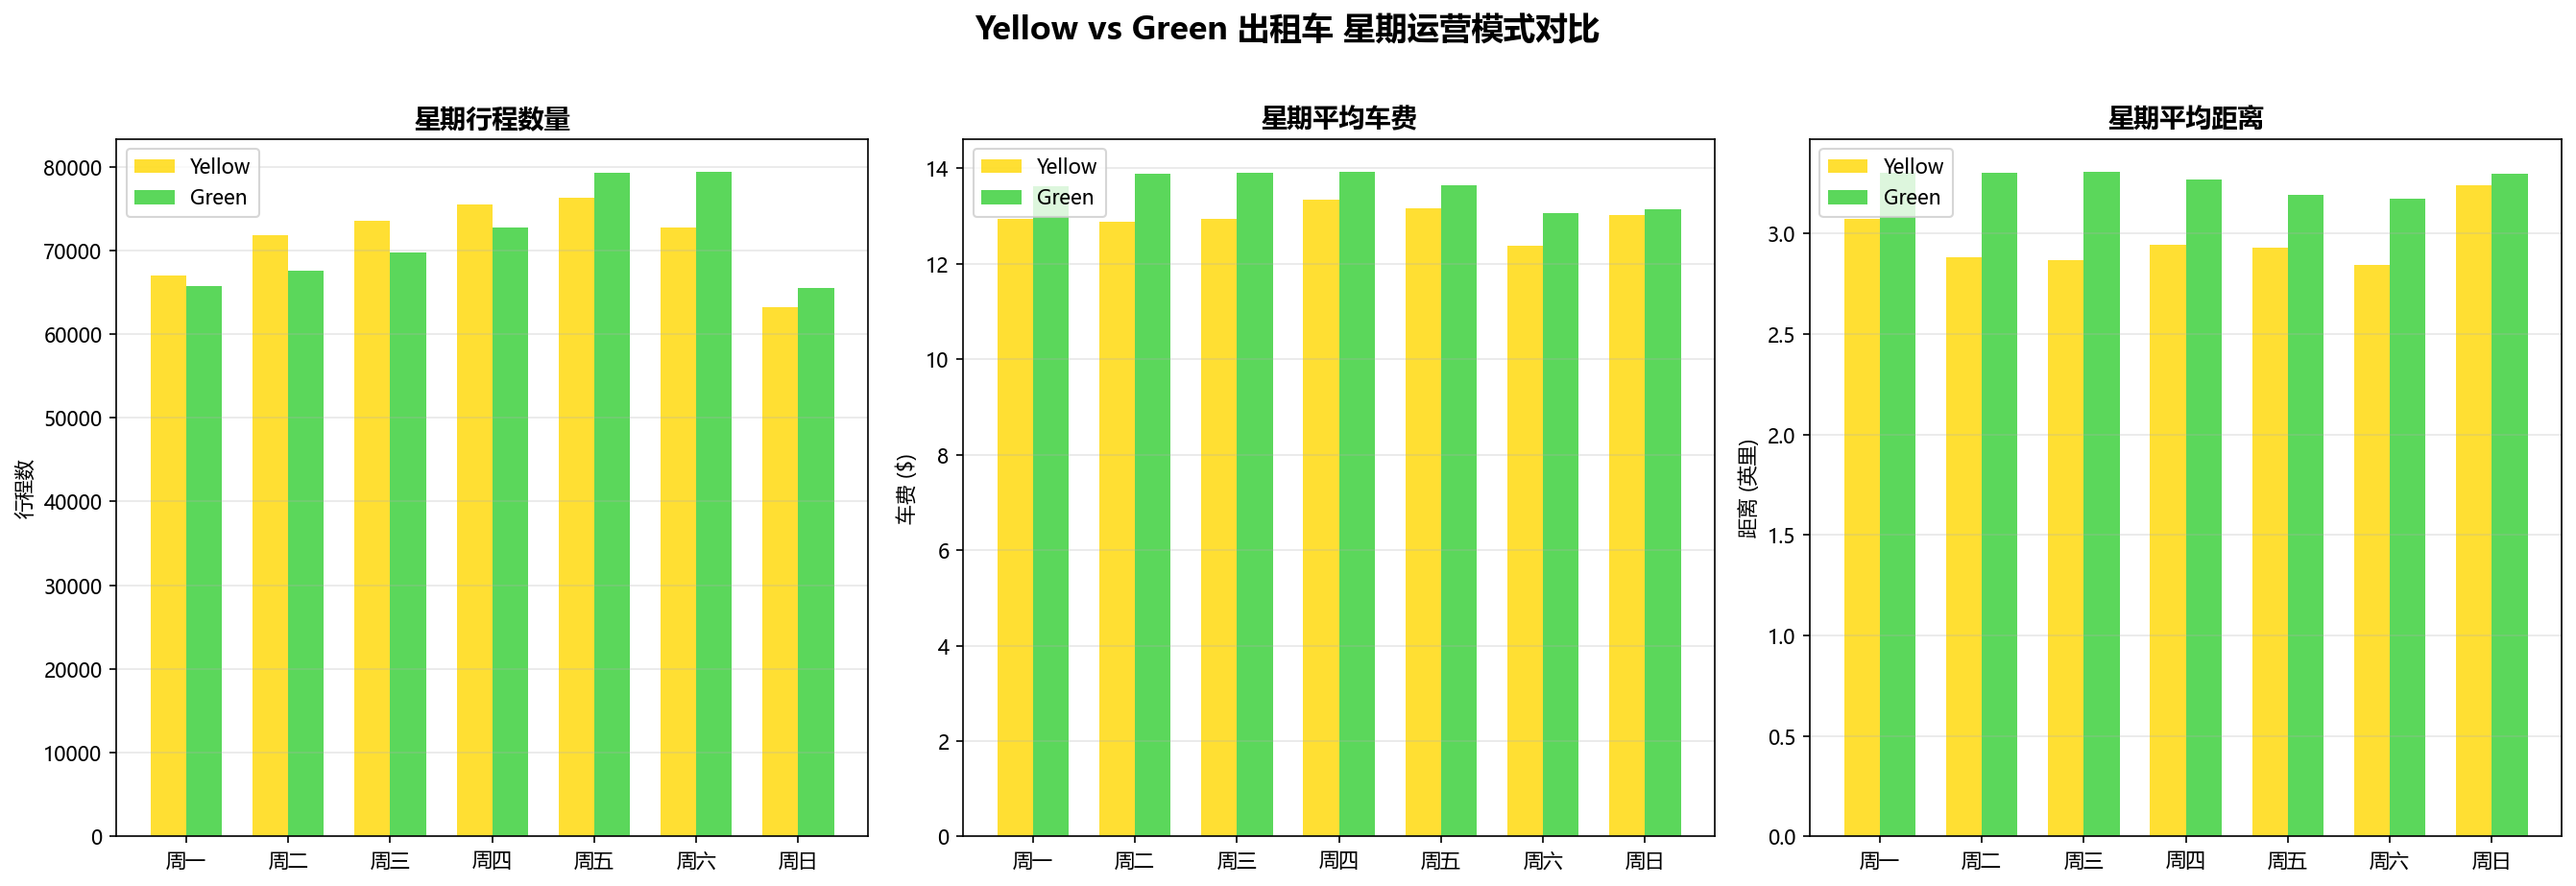 Yellow vs Green 出租车 星期运营模式对比
星期行程数量
80000
70000
60000
50000
40000
30000
20000
10000
0
行程数
Yellow
Green
周一 周二 周三 周四 周五 周六 周日
星期平均车费
14
12
10
8
6
4
2
0
车费 ($)
Yellow
Green
周一 周二 周三 周四 周五 周六 周日
星期平均距离
3.0
2.5
2.0
1.5
1.0
0.5
0.0
距离 (英里)
Yellow
Green
周一 周二 周三 周四 周五 周六 周日